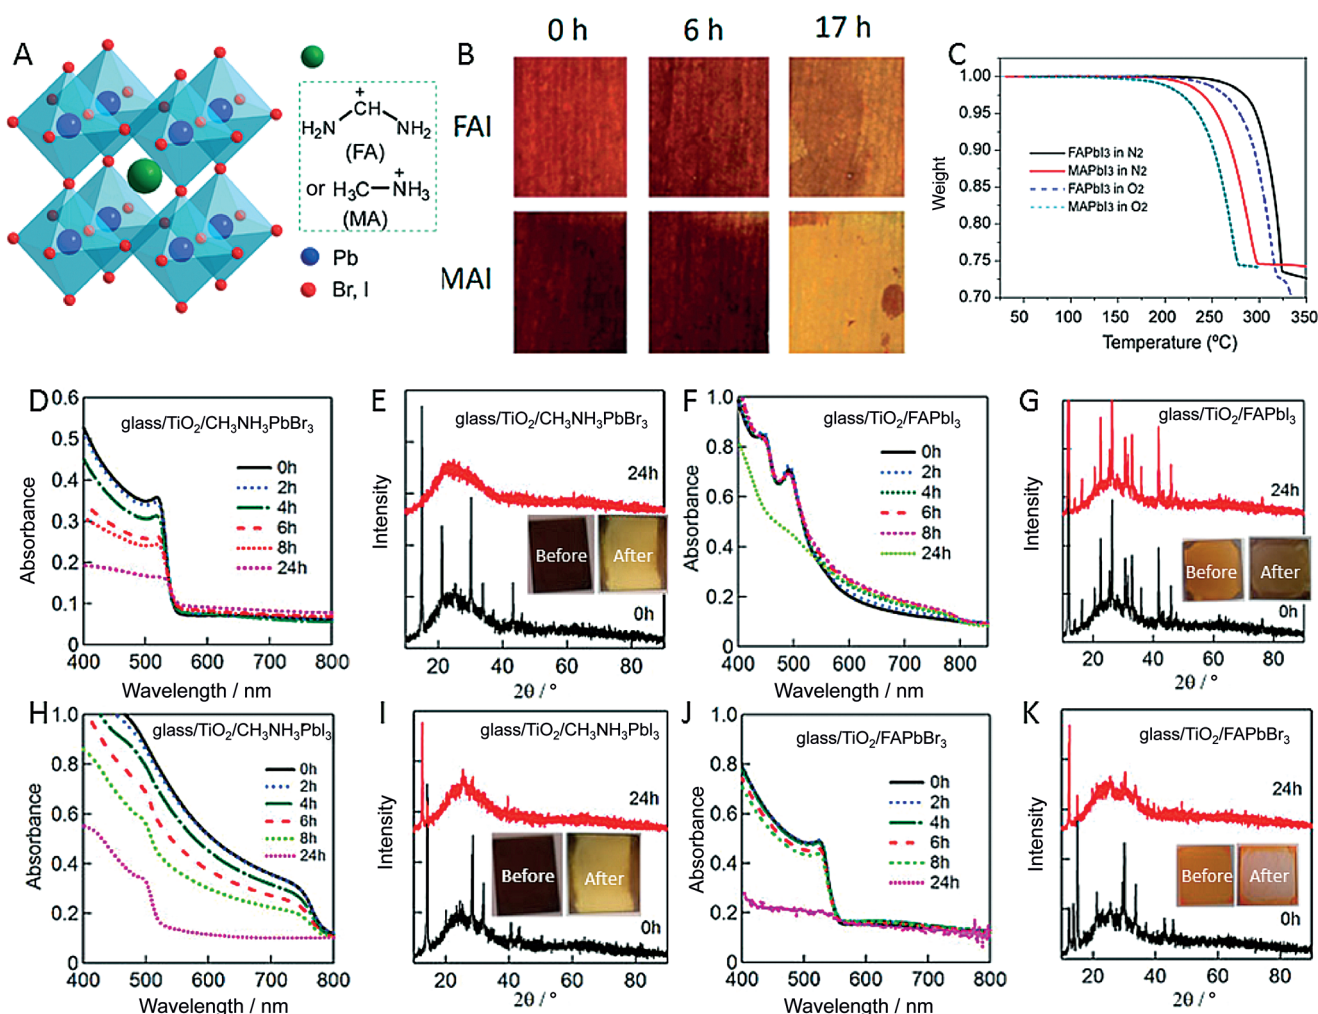 A
CH
+
H2N
NH2
(FA)
or H3C—NH3
+
(MA)
Pb
Br, I
B
0 h
6 h
17 h
FAI
MAI
C
Weight
1.00
0.95
0.90
0.85
0.80
0.75
0.70
FAPbI3 in N2
MAPbI3 in N2
FAPbI3 in O2
MAPbI3 in O2
50
100
150
200
250
300
350
Temperature (ºC)
D
Absorbance
0.6
0.5
0.4
0.3
0.2
0.1
0
glass/TiO2/CH3NH3PbBr3
0h
2h
4h
6h
8h
24h
400
500
600
700
800
Wavelength / nm
E
Intensity
glass/TiO2/CH3NH3PbBr3
24h
Before
After
0h
20
40
60
80
2θ / °
F
Absorbance
1.0
0.8
0.6
0.4
0.2
0
glass/TiO2/FAPbI3
0h
2h
4h
6h
8h
24h
400
500
600
700
800
Wavelength / nm
G
Intensity
glass/TiO2/FAPbI3
24h
Before
After
0h
20
40
60
80
2θ / °
H
Absorbance
1.0
0.8
0.6
0.4
0.2
0
glass/TiO2/CH3NH3PbI3
0h
2h
4h
6h
8h
24h
400
500
600
700
800
Wavelength / nm
I
Intensity
glass/TiO2/CH3NH3PbI3
24h
Before
After
0h
20
40
60
80
2θ / °
J
Absorbance
1.0
0.8
0.6
0.4
0.2
0
glass/TiO2/FAPbBr3
0h
2h
4h
6h
8h
24h
400
500
600
700
800
Wavelength / nm
K
Intensity
glass/TiO2/FAPbBr3
24h
Before
After
0h
20
40
60
80
2θ / °